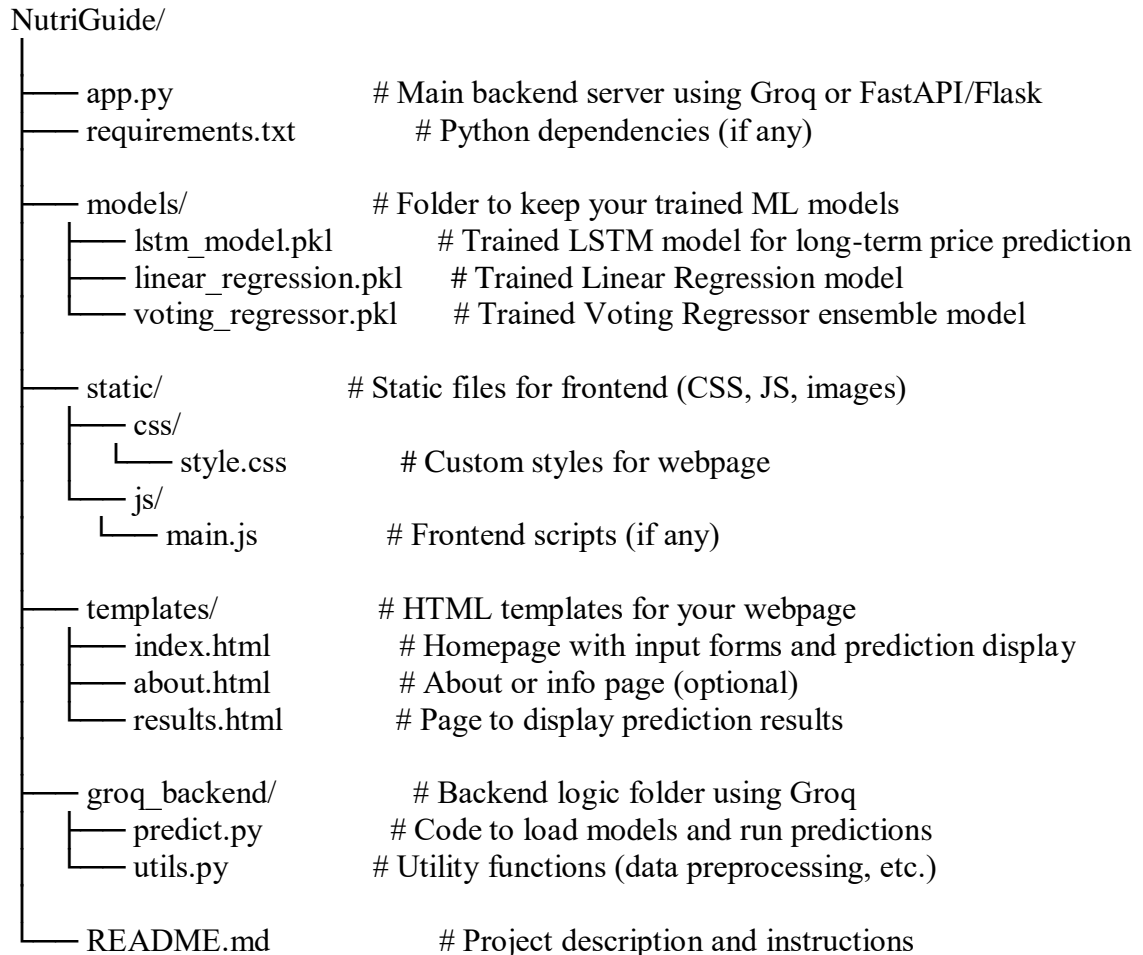 NutriGuide/
│
├── app.py # Main backend server using Groq or FastAPI/Flask
├── requirements.txt # Python dependencies (if any)
│
├── models/ # Folder to keep your trained ML models
│ ├── lstm_model.pkl # Trained LSTM model for long-term price prediction
│ ├── linear_regression.pkl # Trained Linear Regression model
│ └── voting_regressor.pkl # Trained Voting Regressor ensemble model
│
├── static/ # Static files for frontend (CSS, JS, images)
│ ├── css/
│ │ └── style.css # Custom styles for webpage
│ └── js/
│ └── main.js # Frontend scripts (if any)
│
├── templates/ # HTML templates for your webpage
│ ├── index.html # Homepage with input forms and prediction display
│ ├── about.html # About or info page (optional)
│ └── results.html # Page to display prediction results
│
├── groq_backend/ # Backend logic folder using Groq
│ ├── predict.py # Code to load models and run predictions
│ └── utils.py # Utility functions (data preprocessing, etc.)
│
└── README.md # Project description and instructions